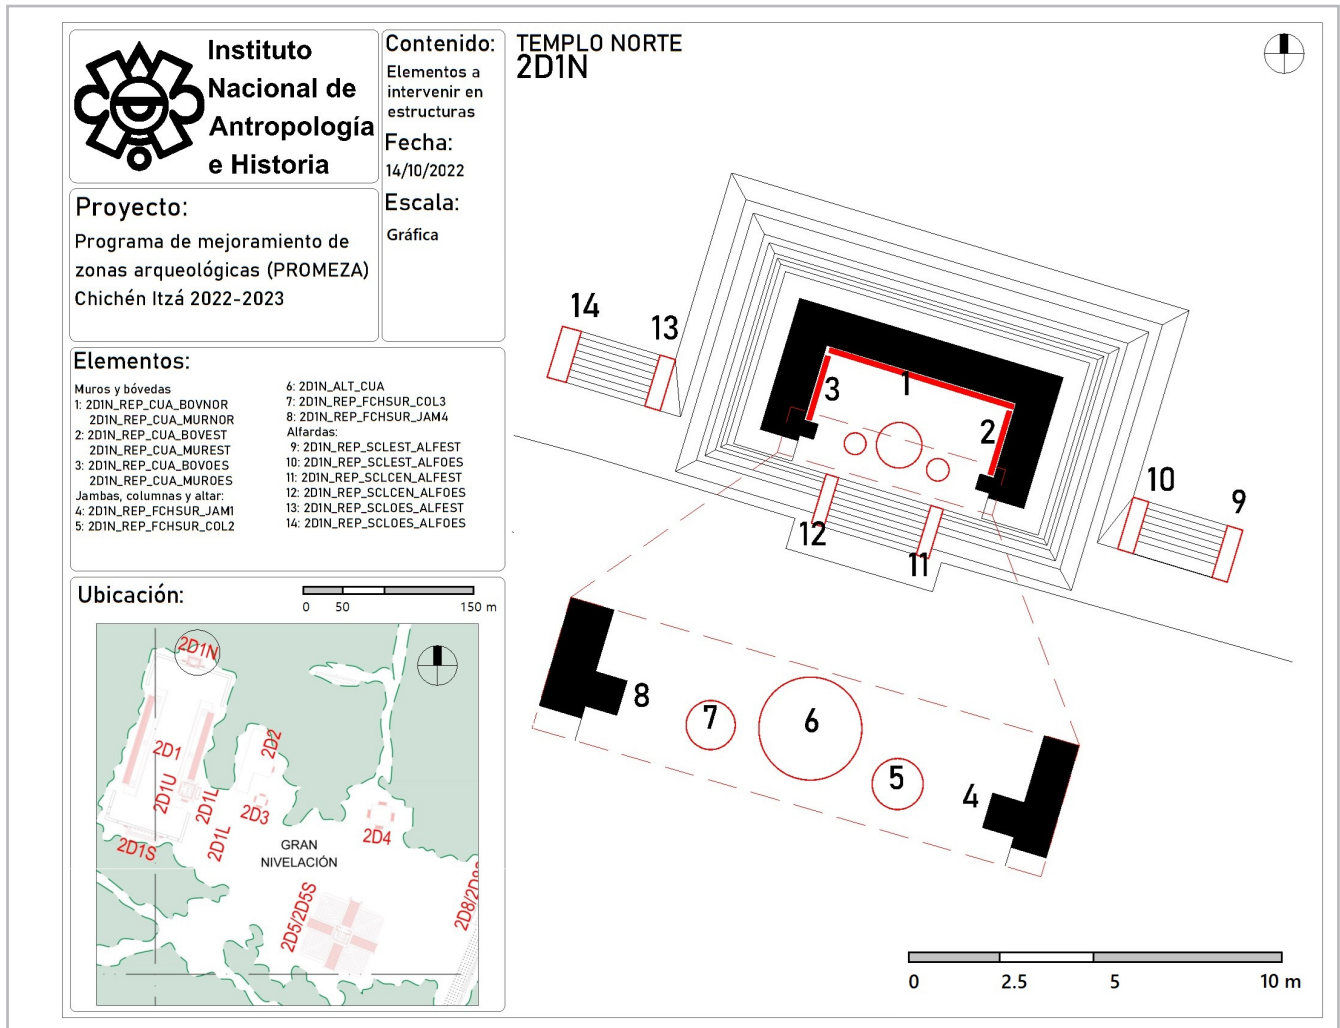 Instituto
Nacional de
Antropología
e Historia
Contenido:
Elementos a
intervenir en
estructuras
Fecha:
14/10/2022
Escala:
Gráfica
Proyecto:
Programa de mejoramiento de
zonas arqueológicas (PROMEZA)
Chichén Itzá 2022-2023
Elementos:
Muros y bóvedas
1: 2D1N_REP_CUA_BOVNOR
2D1N_REP_CUA_MURNOR
2: 2D1N_REP_CUA_BOVEST
2D1N_REP_CUA_MUREST
3: 2D1N_REP_CUA_BOVOES
2D1N_REP_CUA_MUROES
Jambas, columnas y altar:
4: 2D1N_REP_FCHSUR_JAM1
5: 2D1N_REP_FCHSUR_COL2
6: 2D1N_ALT_CUA
7: 2D1N_REP_FCHSUR_COL3
8: 2D1N_REP_FCHSUR_JAM4
Alfardas:
9: 2D1N_REP_SCLEST_ALFEST
10: 2D1N_REP_SCLEST_ALFOES
11: 2D1N_REP_SCLCEN_ALFEST
12: 2D1N_REP_SCLCEN_ALFOES
13: 2D1N_REP_SCLOES_ALFEST
14: 2D1N_REP_SCLOES_ALFOES
Ubicación:
0 50 150 m
2D1N
2D1
2D2
2D1U
2D1L
2D3
2D4
2D1S
2D1L
GRAN
NIVELACIÓN
2D5/2D5S
TEMPLO NORTE
2D1N
14
13
1
3
2
10
9
12
11
8
7
6
5
4
0 2.5 5 10 m